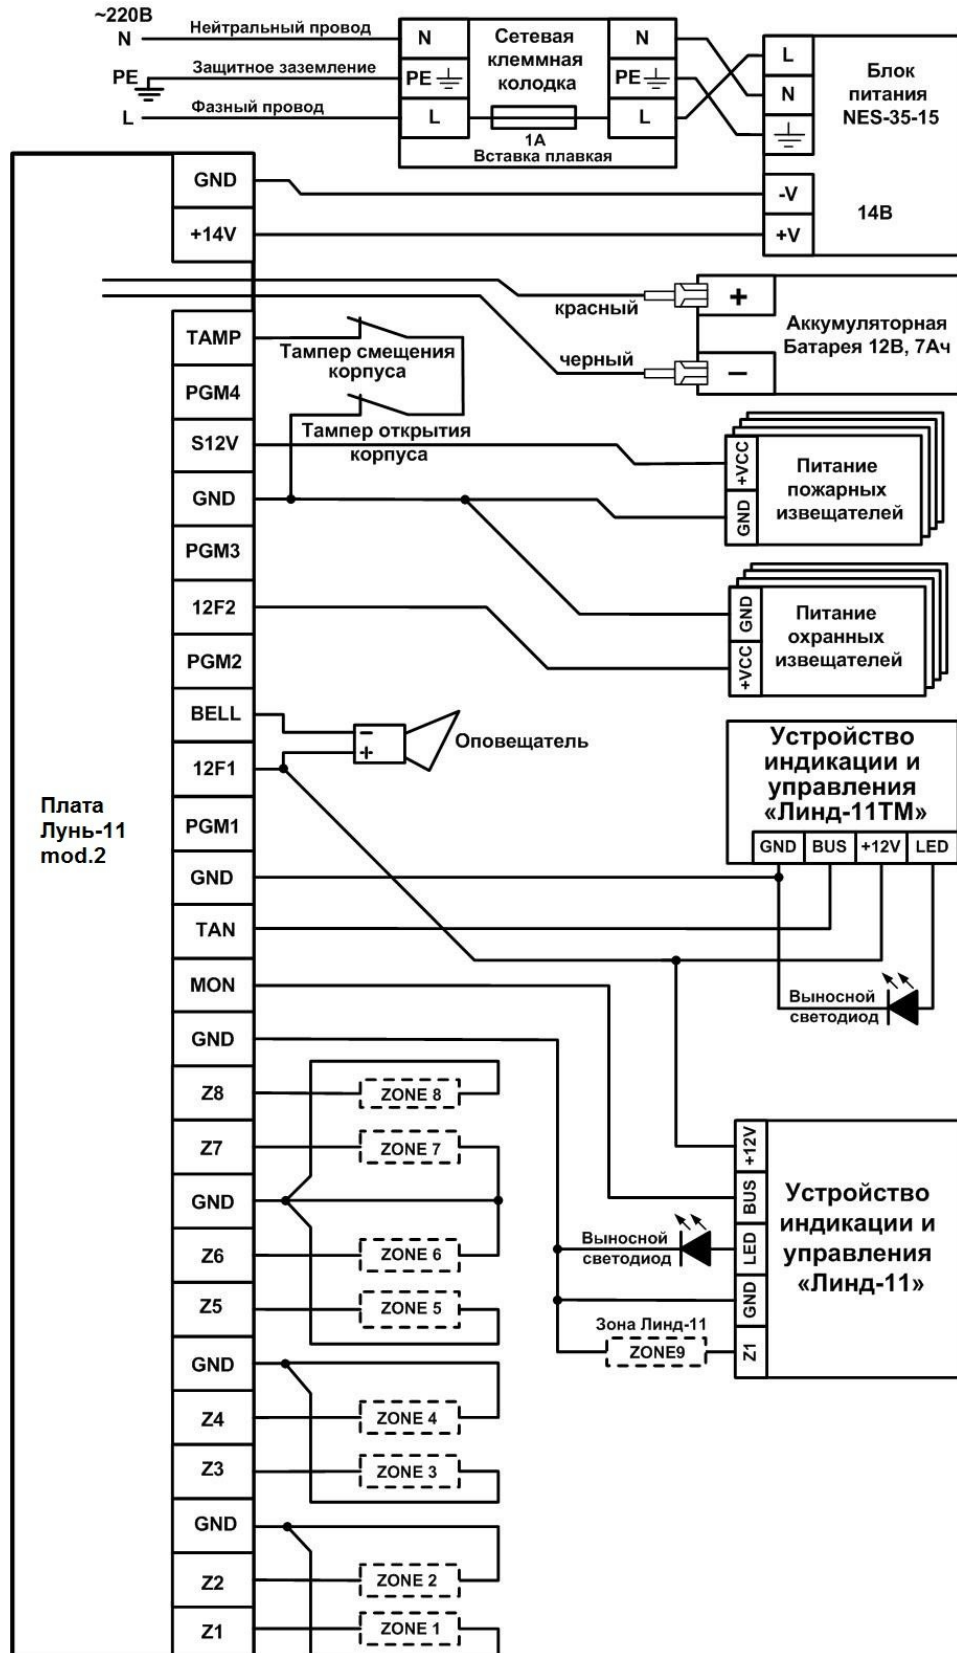 ~220В
N
Нейтральный провод
PE
Защитное заземление
L
Фазный провод
N
PE
L
Сетевая
клеммная
колодка
1А
Вставка плавкая
N
PE
L
L
N
Блок
питания
NES-35-15
-V
+V
14В
GND
+14V
TAMP
PGM4
S12V
GND
PGM3
12F2
PGM2
BELL
12F1
PGM1
GND
TAN
MON
GND
Z8
Z7
GND
Z6
Z5
GND
Z4
Z3
GND
Z2
Z1
Плата
Лунь-11
mod.2
красный
черный
+
–
Аккумуляторная
Батарея 12В, 7Ач
Тампер смещения
корпуса
Тампер открытия
корпуса
+VCC
GND
Питание
пожарных
извещателей
GND
+VCC
Питание
охранных
извещателей
–
+
Оповещатель
Устройство
индикации и
управления
«Линд-11ТМ»
GND
BUS
+12V
LED
Выносной
светодиод
ZONE 8
ZONE 7
ZONE 6
ZONE 5
ZONE 4
ZONE 3
ZONE 2
ZONE 1
+12V
BUS
LED
GND
Z1
Устройство
индикации и
управления
«Линд-11»
Выносной
светодиод
Зона Линд-11
ZONE9